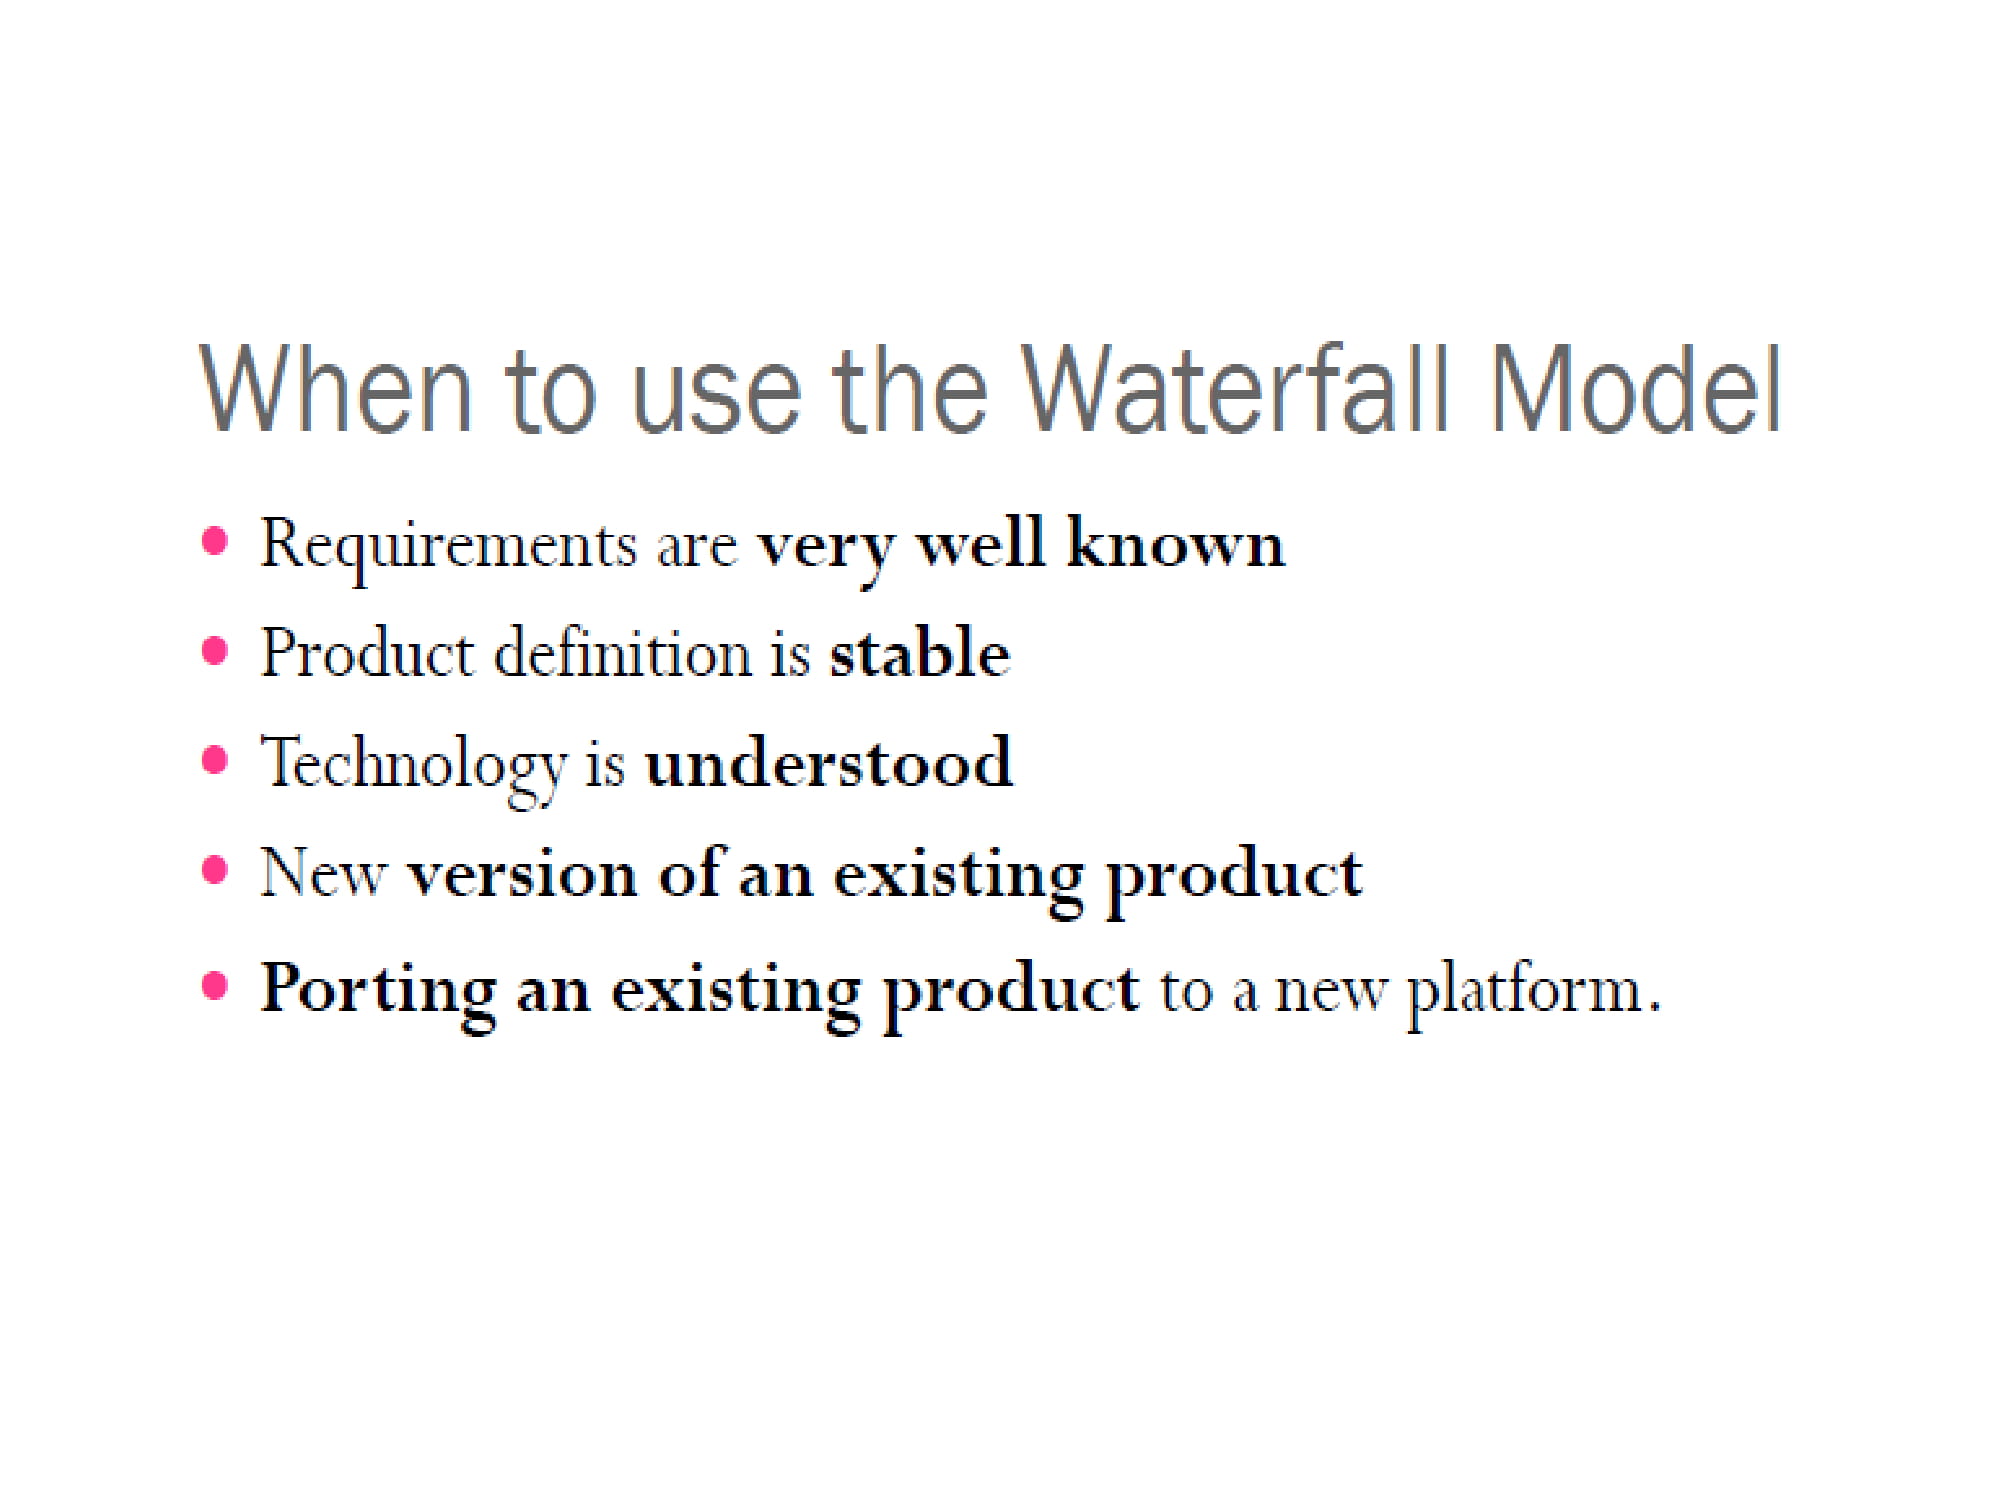 When to use the Waterfall Model
• Requirements are very well known
• Product definition is stable
• Technology is understood
• New version of an existing product
• Porting an existing product to a new platform.